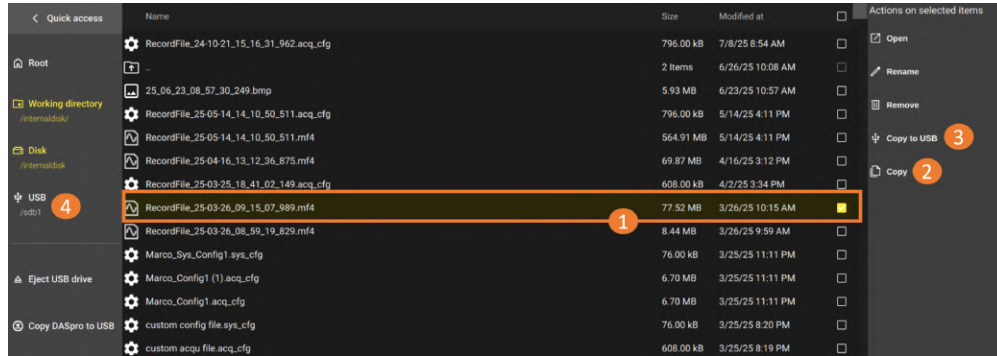 Quick access
Name Size Modified at
Actions on selected items
RecordFile_24-10-21_15_16_31_962.acq_cfg 796.00 kB 7/8/25 8:54 AM
Open
Root
.. 2 Items 6/26/25 10:08 AM
Rename
25_06_23_08_57_30_249.bmp 5.93 MB 6/23/25 10:57 AM
Working directory
/internaldisk/
RecordFile_25-05-14_14_10_50_511.acq_cfg 796.00 kB 5/14/25 4:11 PM
Remove
RecordFile_25-05-14_14_10_50_511.mf4 564.91 MB 5/14/25 4:11 PM
Copy to USB 3
Disk
/internaldisk
RecordFile_25-04-16_13_12_36_875.mf4 69.87 MB 4/16/25 3:12 PM
Copy 2
RecordFile_25-03-25_18_41_02_149.acq_cfg 608.00 kB 4/2/25 3:34 PM
USB 4
/sdb1
RecordFile_25-03-26_09_15_07_989.mf4 77.52 MB 3/26/25 10:15 AM
1
RecordFile_25-03-26_08_59_19_829.mf4 8.44 MB 3/26/25 9:59 AM
Marco_Sys_Config1.sys_cfg 76.00 kB 3/25/25 11:11 PM
Eject USB drive
Marco_Config1 (1).acq_cfg 6.70 MB 3/25/25 11:11 PM
Marco_Config1.acq_cfg 6.70 MB 3/25/25 11:11 PM
Copy DASpro to USB
custom config file.sys_cfg 76.00 kB 3/25/25 8:20 PM
custom acqu file.acq_cfg 608.00 kB 3/25/25 8:19 PM